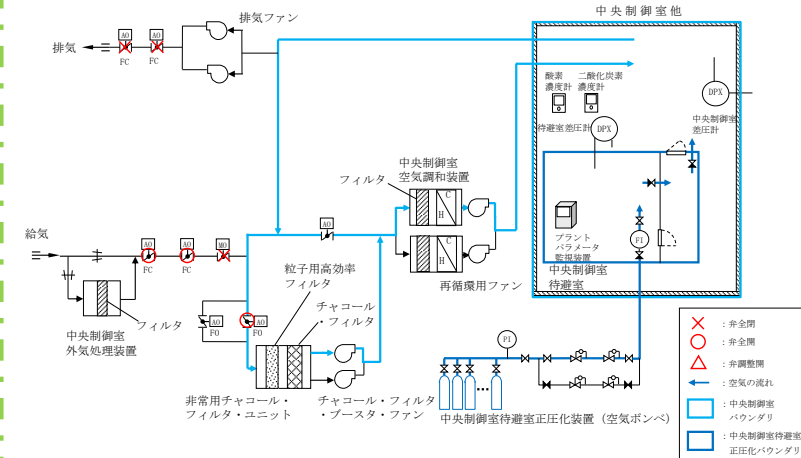 中央制御室他
排気ファン
排気
AO
AO
FC
FC
酸素
濃度計
二酸化炭素
濃度計
DPX
中央制御室
差圧計
待避室差圧計
DPX
中央制御室
空気調和装置
フィルタ
C
H
C
H
再循環用ファン
AO
給気
AO
AO
MO
FC
FC
フィルタ
中央制御室
外気処理装置
粒子用高効率
フィルタ
チャコール
・フィルタ
AO
FO
AO
FO
非常用チャコール・
フィルタ・ユニット
チャコール・フィルタ
・ブースタ・ファン
プラント
パラメータ
監視装置
PI
中央制御室
待避室
PI
中央制御室待避室正圧化装置（空気ボンベ）
：弁全閉
：弁全開
：弁調整開
：空気の流れ
：中央制御室
バウンダリ
：中央制御室待避室
正圧化バウンダリ